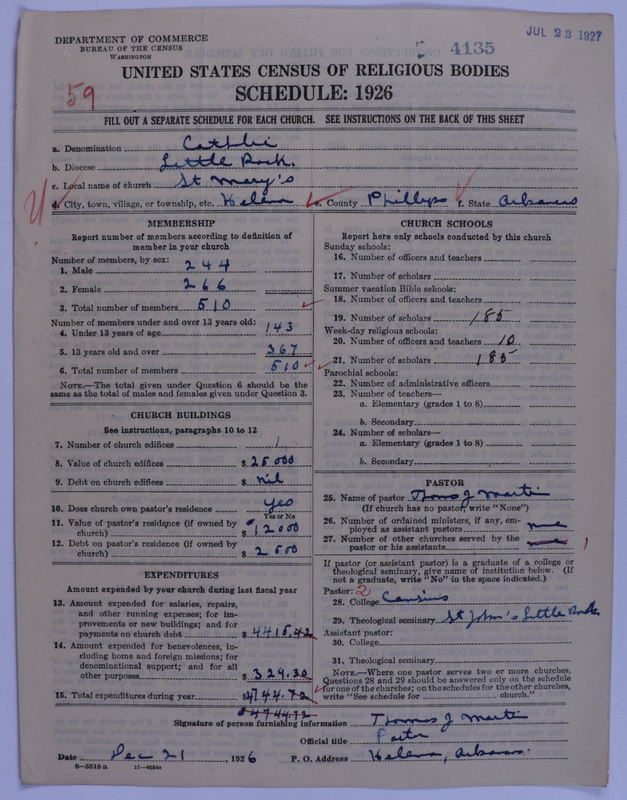 DEPARTMENT OF COMMERCE
BUREAU OF THE CENSUS
WASHINGTON
4135
JUL 23 1927
UNITED STATES CENSUS OF RELIGIOUS BODIES
SCHEDULE: 1926
59
FILL OUT A SEPARATE SCHEDULE FOR EACH CHURCH. SEE INSTRUCTIONS ON THE BACK OF THIS SHEET
a. Denomination Catholic
b. Diocese Little Rock.
c. Local name of church St Mary's
d. City, town, village, or township, etc. Helena e. County Phillips f. State Arkansas
MEMBERSHIP
Report number of members according to definition of
member in your church
Number of members, by sex:
1. Male 244
2. Female 266
3. Total number of members 510
Number of members under and over 13 years old:
4. Under 13 years of age 143
5. 13 years old and over 367
6. Total number of members 510
NOTE.—The total given under Question 6 should be the
same as the total of males and females given under Question 3.
CHURCH BUILDINGS
See instructions, paragraphs 10 to 12
7. Number of church edifices 1
8. Value of church edifices $ 25000
9. Debt on church edifices $ nil
10. Does church own pastor's residence yes
Yes or No
11. Value of pastor's residence (if owned by
church) $ 12000
12. Debt on pastor's residence (if owned by
church) $ 2500
EXPENDITURES
Amount expended by your church during last fiscal year
13. Amount expended for salaries, repairs,
and other running expenses; for im-
provements or new buildings; and for
payments on church debt $ 4415.42
14. Amount expended for benevolences, in-
cluding home and foreign missions; for
denominational support; and for all
other purposes $ 329.30
15. Total expenditures during year $ 4744.72
$4744.72
CHURCH SCHOOLS
Report here only schools conducted by this church
Sunday schools:
16. Number of officers and teachers
17. Number of scholars
Summer vacation Bible schools:
18. Number of officers and teachers
19. Number of scholars 185
Week-day religious schools:
20. Number of officers and teachers 10
21. Number of scholars 185
Parochial schools:
22. Number of administrative officers
23. Number of teachers—
a. Elementary (grades 1 to 8)
b. Secondary
24. Number of scholars—
a. Elementary (grades 1 to 8)
b. Secondary
PASTOR
25. Name of pastor Thomas J Martin
(If church has no pastor, write "None")
26. Number of ordained ministers, if any, em-
ployed as assistant pastors none
27. Number of other churches served by the
pastor or his assistants none 1
If pastor (or assistant pastor) is a graduate of a college or
theological seminary, give name of institution below. (If
not a graduate, write "No" in the space indicated.)
Pastor: 2
28. College Canisius
29. Theological seminary St John's Little Rock
Assistant pastor:
30. College
31. Theological seminary
NOTE.—Where one pastor serves two or more churches,
Questions 28 and 29 should be answered only on the schedule
for one of the churches; on the schedules for the other churches,
write "See schedule for church."
Signature of person furnishing information Thomas J Martin
Official title Pastor
Date Dec 21, 1926 P. O. Address Helena, Arkansas.
8—5518a 11—9034